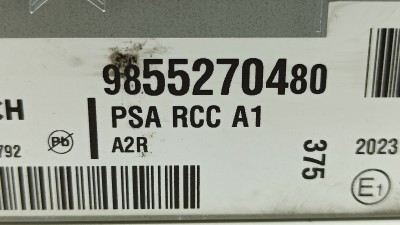 9855270480
CH PSA RCC A1
792 Pb A2R 375 2023
E1